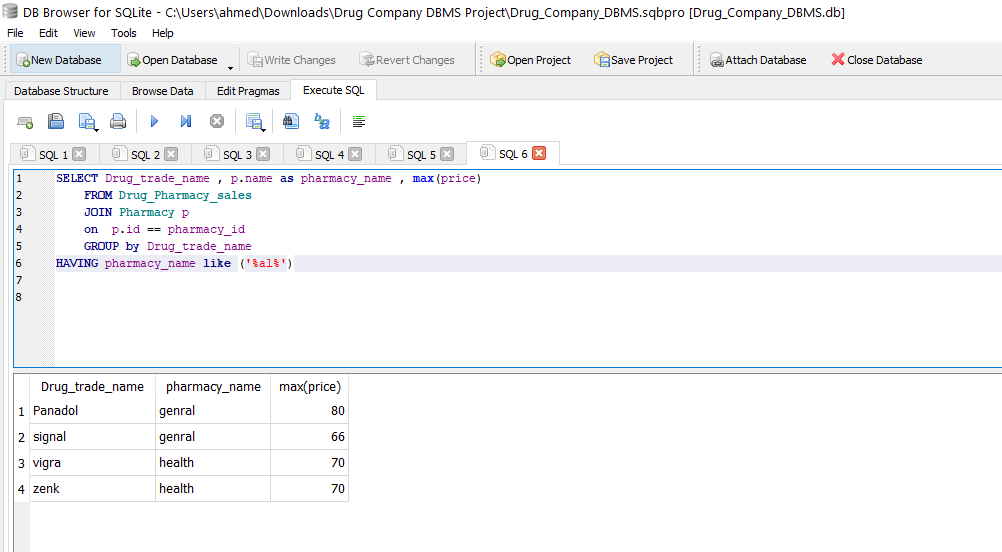 DB Browser for SQLite - C:\Users\ahmed\Downloads\Drug Company DBMS Project\Drug_Company_DBMS.sqbpro [Drug_Company_DBMS.db]
File Edit View Tools Help
New Database Open Database Write Changes Revert Changes Open Project Save Project Attach Database Close Database
Database Structure Browse Data Edit Pragmas Execute SQL
SQL 1 SQL 2 SQL 3 SQL 4 SQL 5 SQL 6
1 SELECT Drug_trade_name , p.name as pharmacy_name , max(price)
2 FROM Drug_Pharmacy_sales
3 JOIN Pharmacy p
4 on p.id == pharmacy_id
5 GROUP by Drug_trade_name
6 HAVING pharmacy_name like ('%al%')
7
8
Drug_trade_name pharmacy_name max(price)
1 Panadol genral 80
2 signal genral 66
3 vigra health 70
4 zenk health 70